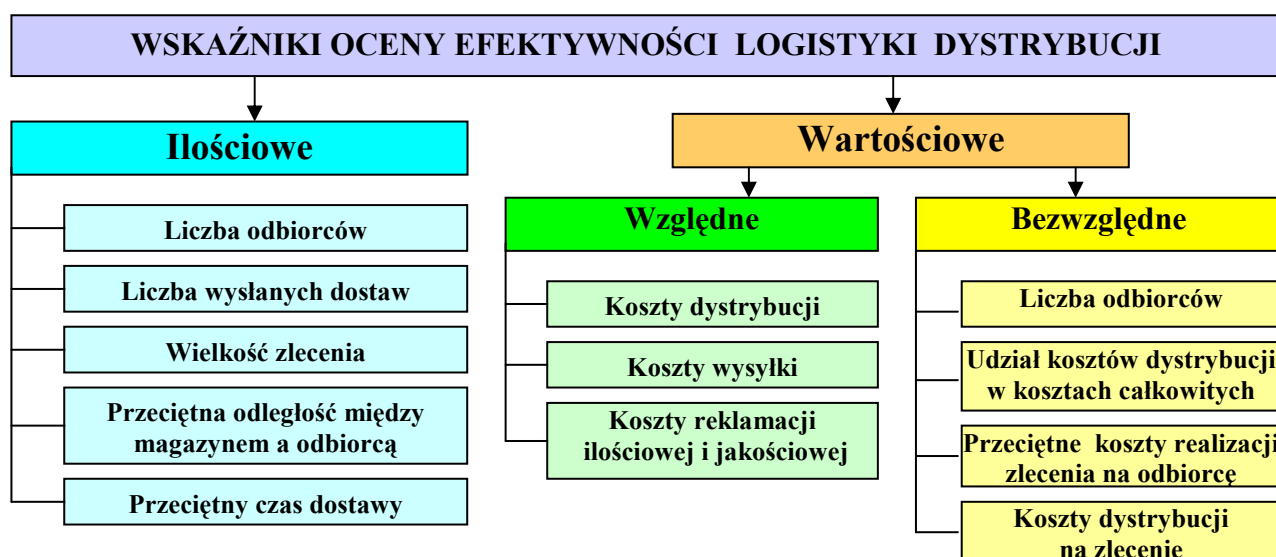 WSKAŹNIKI OCENY EFEKTYWNOŚCI LOGISTYKI DYSTRYBUCJI
Ilościowe
Liczba odbiorców
Liczba wysłanych dostaw
Wielkość zlecenia
Przeciętna odległość między
magazynem a odbiorcą
Przeciętny czas dostawy
Wartościowe
Względne
Koszty dystrybucji
Koszty wysyłki
Koszty reklamacji
ilościowej i jakościowej
Bezwzględne
Liczba odbiorców
Udział kosztów dystrybucji
w kosztach całkowitych
Przeciętne koszty realizacji
zlecenia na odbiorcę
Koszty dystrybucji
na zlecenie